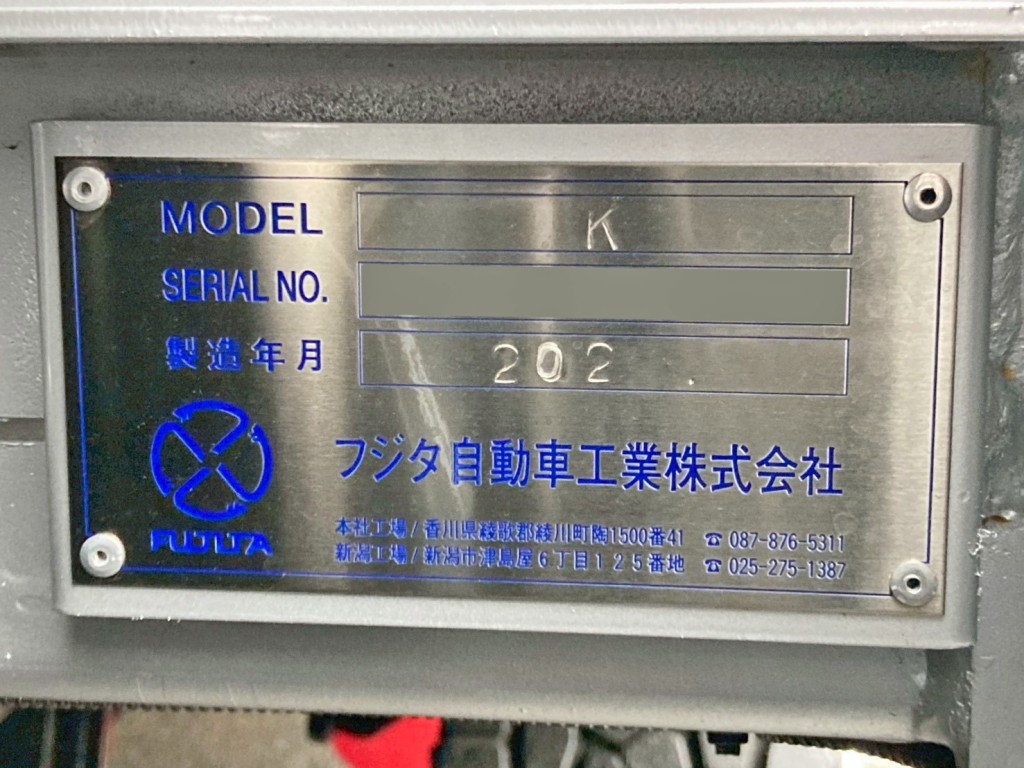 MODEL K
SERIAL NO.
製造年月 202 .
フジタ自動車工業株式会社
FUJITA
本社工場/香川県綾歌郡綾川町陶1500番41 ☎ 087-876-5311
新潟工場/新潟市津島屋6丁目125番地 ☎ 025-275-1387